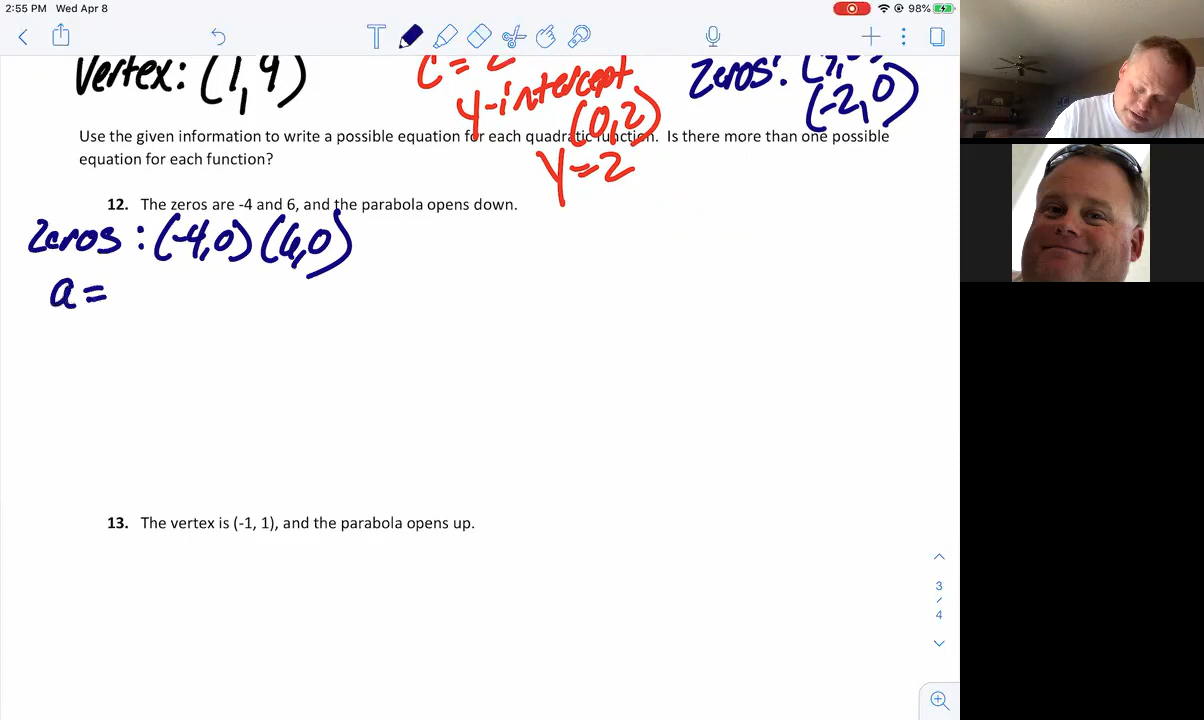 2:55 PM Wed Apr 8
98%
T
Vertex: (1,4)
C = 2
y-intercept
(0,2)
y=2
zeros:
(-2,0)
Use the given information to write a possible equation for each quadratic function. Is there more than one possible
equation for each function?
12. The zeros are -4 and 6, and the parabola opens down.
zeros: (-4,0) (6,0)
a=
13. The vertex is (-1, 1), and the parabola opens up.
3
/
4